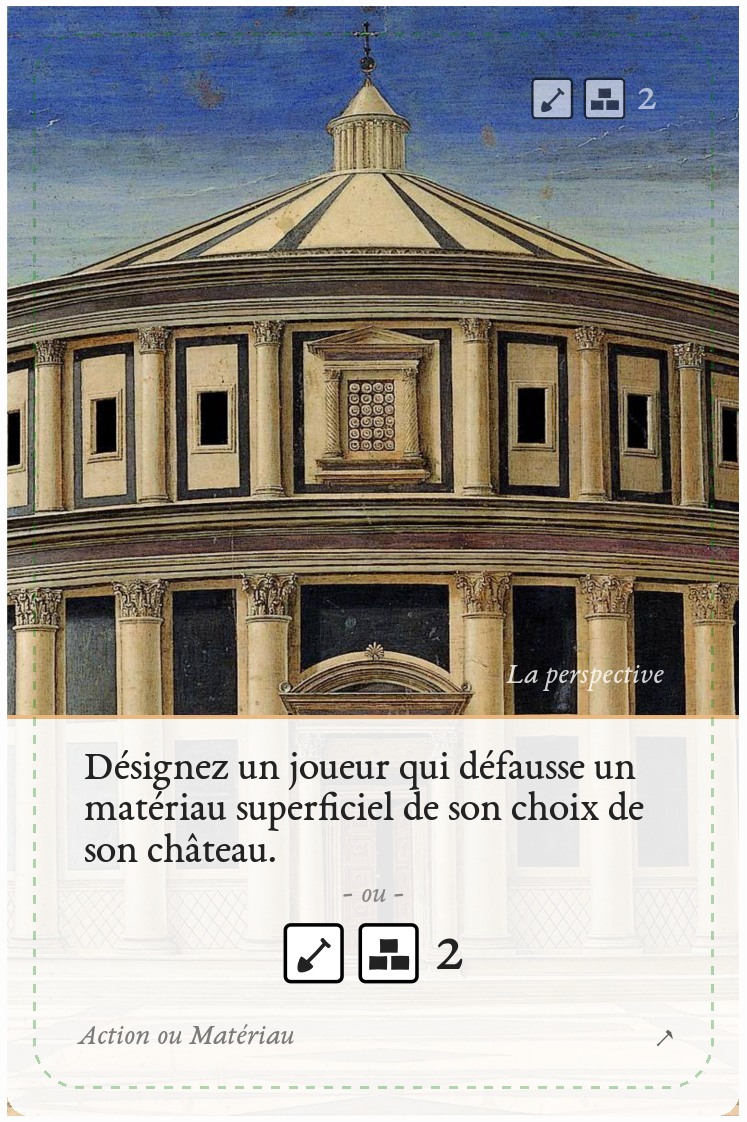 2
La perspective
Désignez un joueur qui défausse un
matériau superficiel de son choix de
son château.
- ou -
2
Action ou Matériau